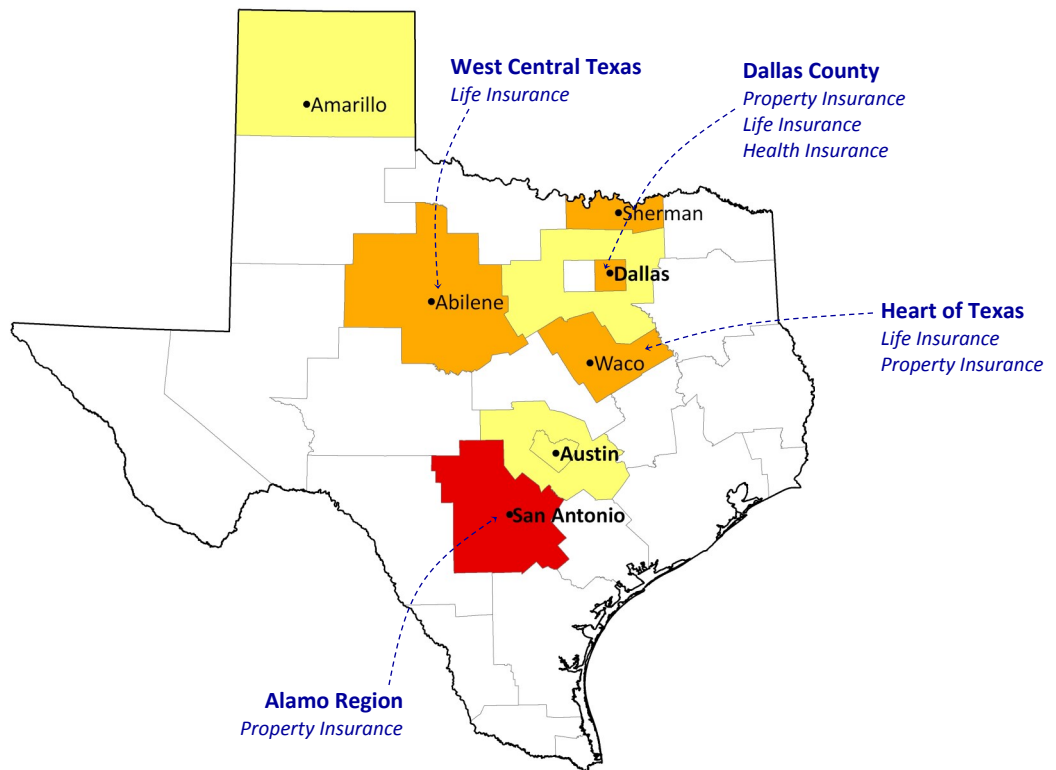 West Central Texas
Life Insurance
Dallas County
Property Insurance
Life Insurance
Health Insurance
Amarillo
Sherman
Dallas
Abilene
Heart of Texas
Life Insurance
Property Insurance
Waco
Austin
San Antonio
Alamo Region
Property Insurance